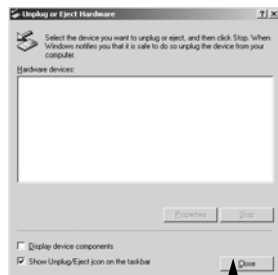 Unplug or Eject Hardware
Select the device you want to unplug or eject, and then click Stop. When
Windows notifies you that it is safe to do so unplug the device from your
computer.
Hardware devices:
Properties
Stop
Display device components
Show Unplug/Eject icon on the taskbar
Close